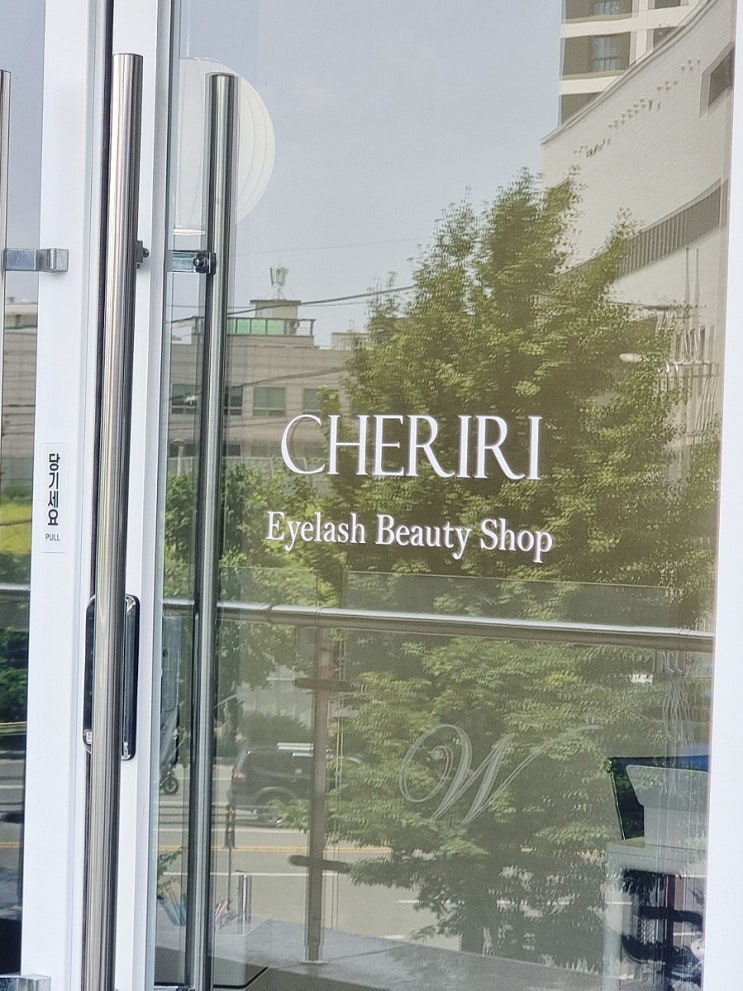 당기세요
PULL
CHERIRI
Eyelash Beauty Shop
W